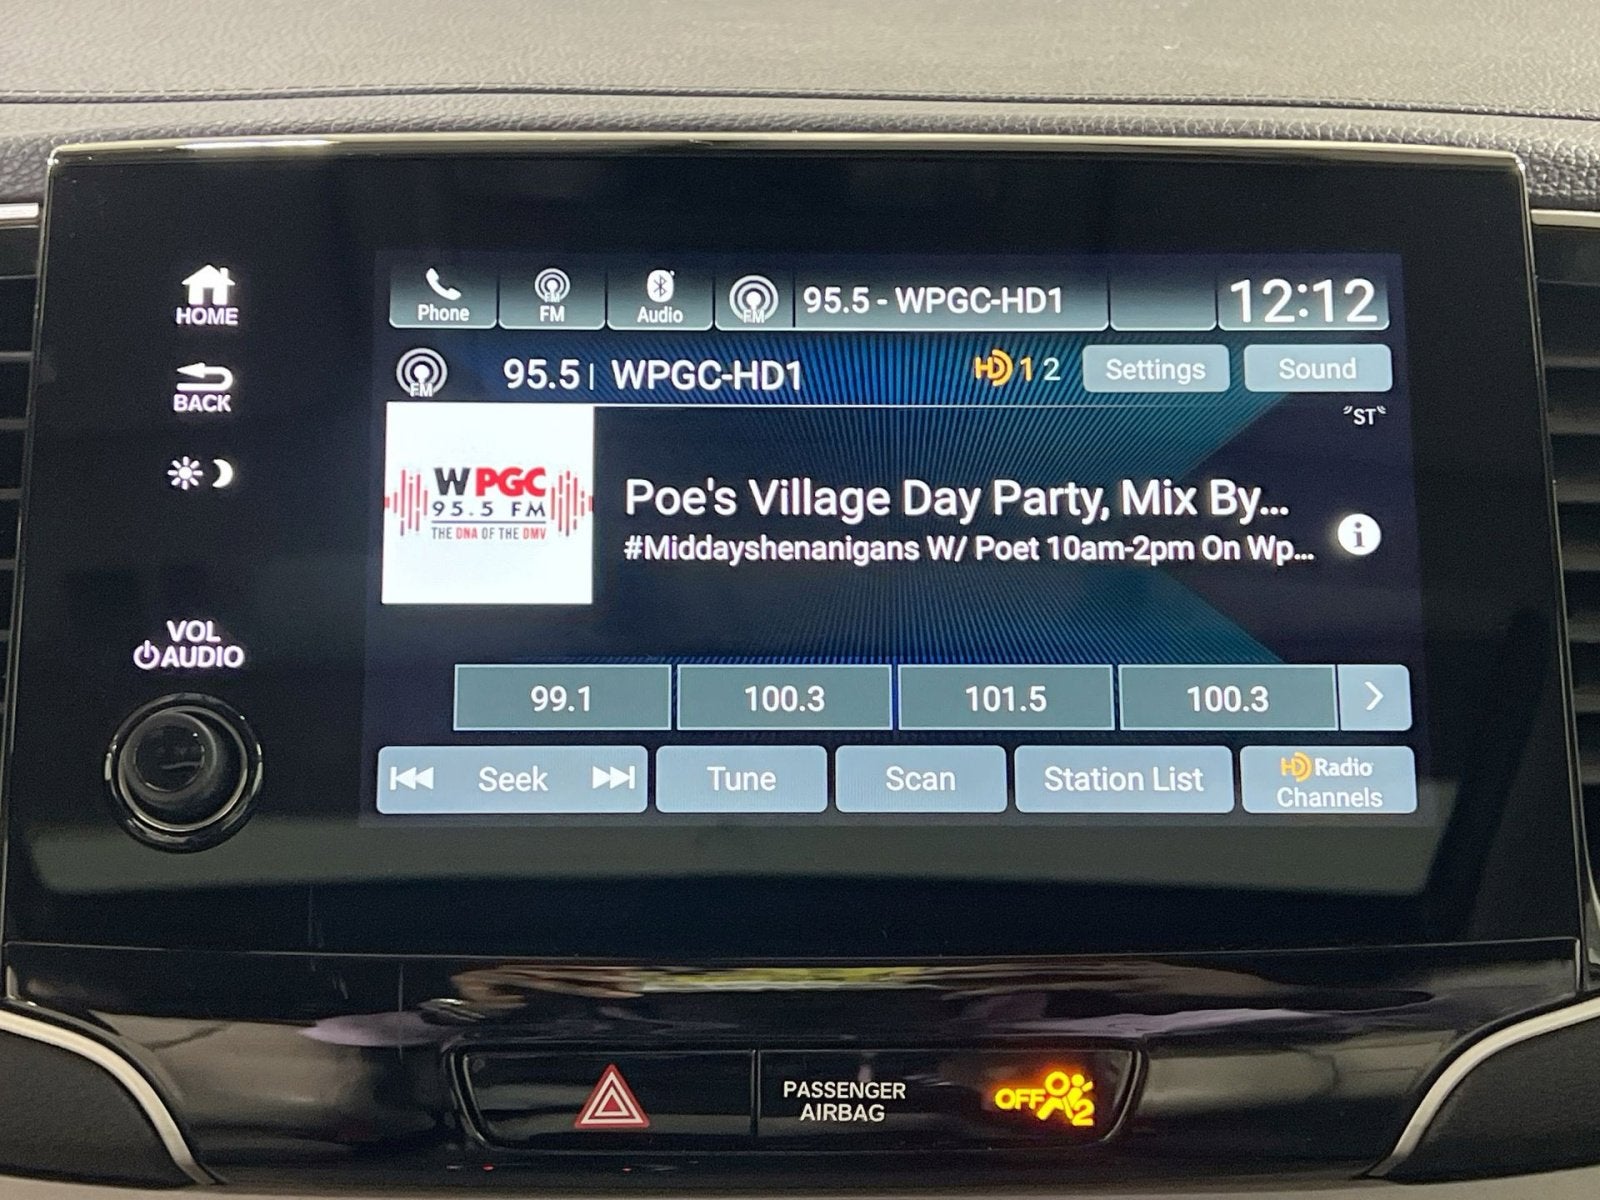 HOME
BACK
VOL
AUDIO
Phone
FM
Audio
FM
95.5 - WPGC-HD1
12:12
FM
95.5 | WPGC-HD1
HD 1 2
Settings
Sound
"ST"
WPGC
95.5 FM
THE DNA OF THE DMV
Poe's Village Day Party, Mix By...
#Middayshenanigans W/ Poet 10am-2pm On Wp...
i
99.1
100.3
101.5
100.3
Seek
Tune
Scan
Station List
HD Radio
Channels
PASSENGER
AIRBAG
OFF
2